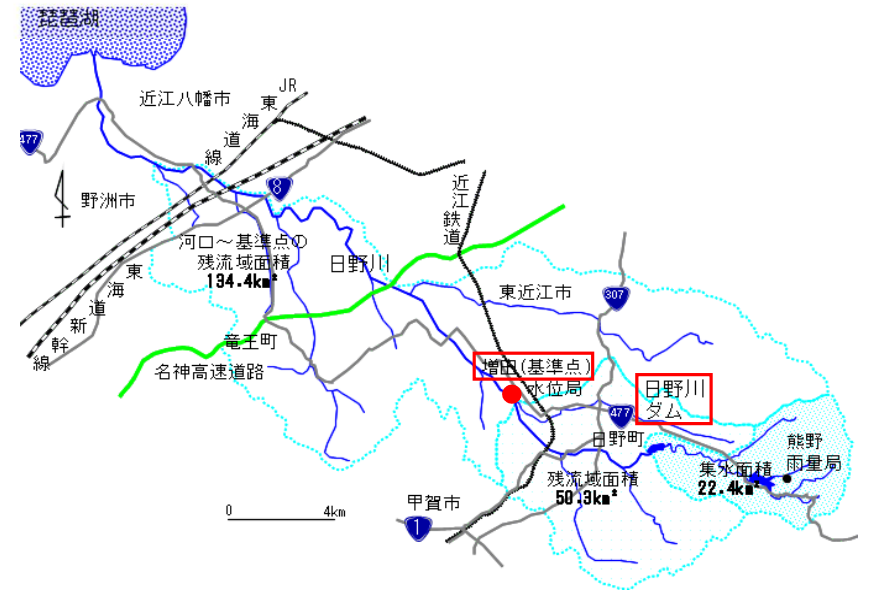 琵琶湖
JR
東海道線
近江八幡市
477
8
野洲市
近江鉄道
河口～基準点の
残流域面積
134.4km²
日野川
東近江市
307
東海道新幹線
竜王町
名神高速道路
増田(基準点)
水位局
日野川
ダム
477
日野町
熊野
雨量局
集水面積
22.4km²
残流域面積
50.3km²
甲賀市
1
0 4km